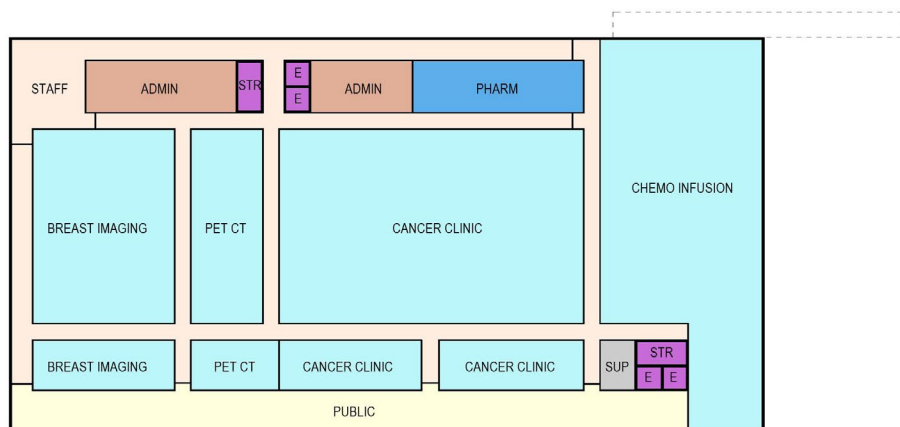 STAFF
ADMIN
STR
E
E
ADMIN
PHARM
CHEMO INFUSION
BREAST IMAGING
PET CT
CANCER CLINIC
BREAST IMAGING
PET CT
CANCER CLINIC
CANCER CLINIC
SUP
STR
E
E
PUBLIC